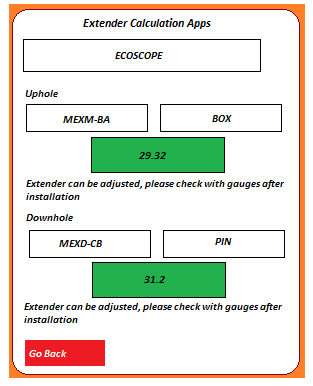 Extender Calculation Apps
ECOSCOPE
Uphole
MEXM-BA
BOX
29.32
Extender can be adjusted, please check with gauges after
installation
Downhole
MEXD-CB
PIN
31.2
Extender can be adjusted, please check with gauges after
installation
Go Back